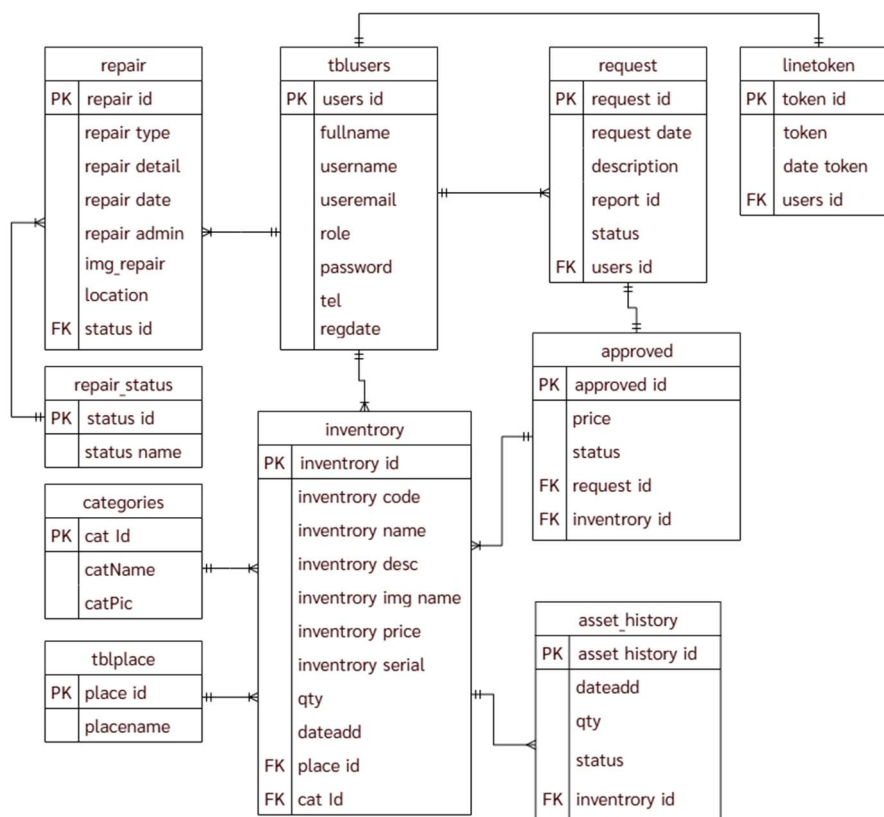 repair
PK repair id
repair type
repair detail
repair date
repair admin
img_repair
location
FK status id
tblusers
PK users id
fullname
username
useremail
role
password
tel
regdate
request
PK request id
request date
description
report id
status
FK users id
linetoken
PK token id
token
date token
FK users id
repair_status
PK status id
status name
approved
PK approved id
price
status
FK request id
FK inventrory id
inventrory
PK inventrory id
inventrory code
inventrory name
inventrory desc
inventrory img name
inventrory price
inventrory serial
qty
dateadd
FK place id
FK cat Id
categories
PK cat Id
catName
catPic
tblplace
PK place id
placename
asset_history
PK asset history id
dateadd
qty
status
FK inventrory id